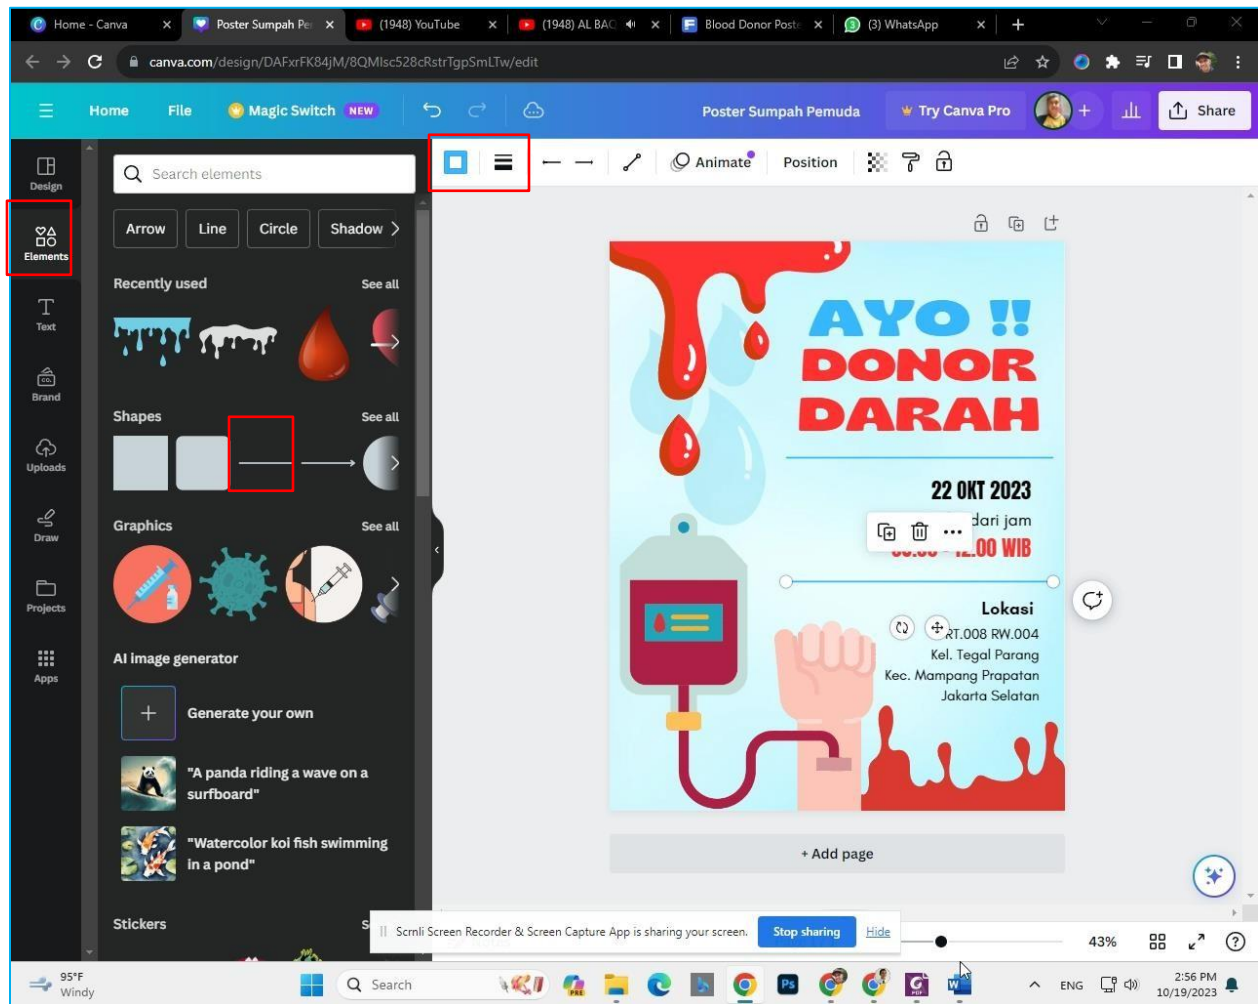 Home - Canva
Poster Sumpah Pe
(1948) YouTube
(1948) AL BAC
Blood Donor Poste
(3) WhatsApp
canva.com/design/DAFxrFK84jM/8QMlsc528cRstrTgpSmLTw/edit
Home File Magic Switch NEW
Poster Sumpah Pemuda
Try Canva Pro
Share
Design
Elements
Text
Brand
CO.
Uploads
Draw
Projects
Apps
Search elements
Animate
Position
Arrow Line Circle Shadow
Recently used See all
Shapes See all
Graphics See all
AI image generator
Generate your own
"A panda riding a wave on a
surfboard"
"Watercolor koi fish swimming
in a pond"
Stickers
AYO !!
DONOR
DARAH
22 OKT 2023
dari jam
12.00 WIB
Lokasi
RT.008 RW.004
Kel. Tegal Parang
Kec. Mampang Prapatan
Jakarta Selatan
+ Add page
Scrnli Screen Recorder & Screen Capture App is sharing your screen. Stop sharing Hide
43%
95°F
Windy
Search
PRE
Ps
ENG
2:56 PM
10/19/2023